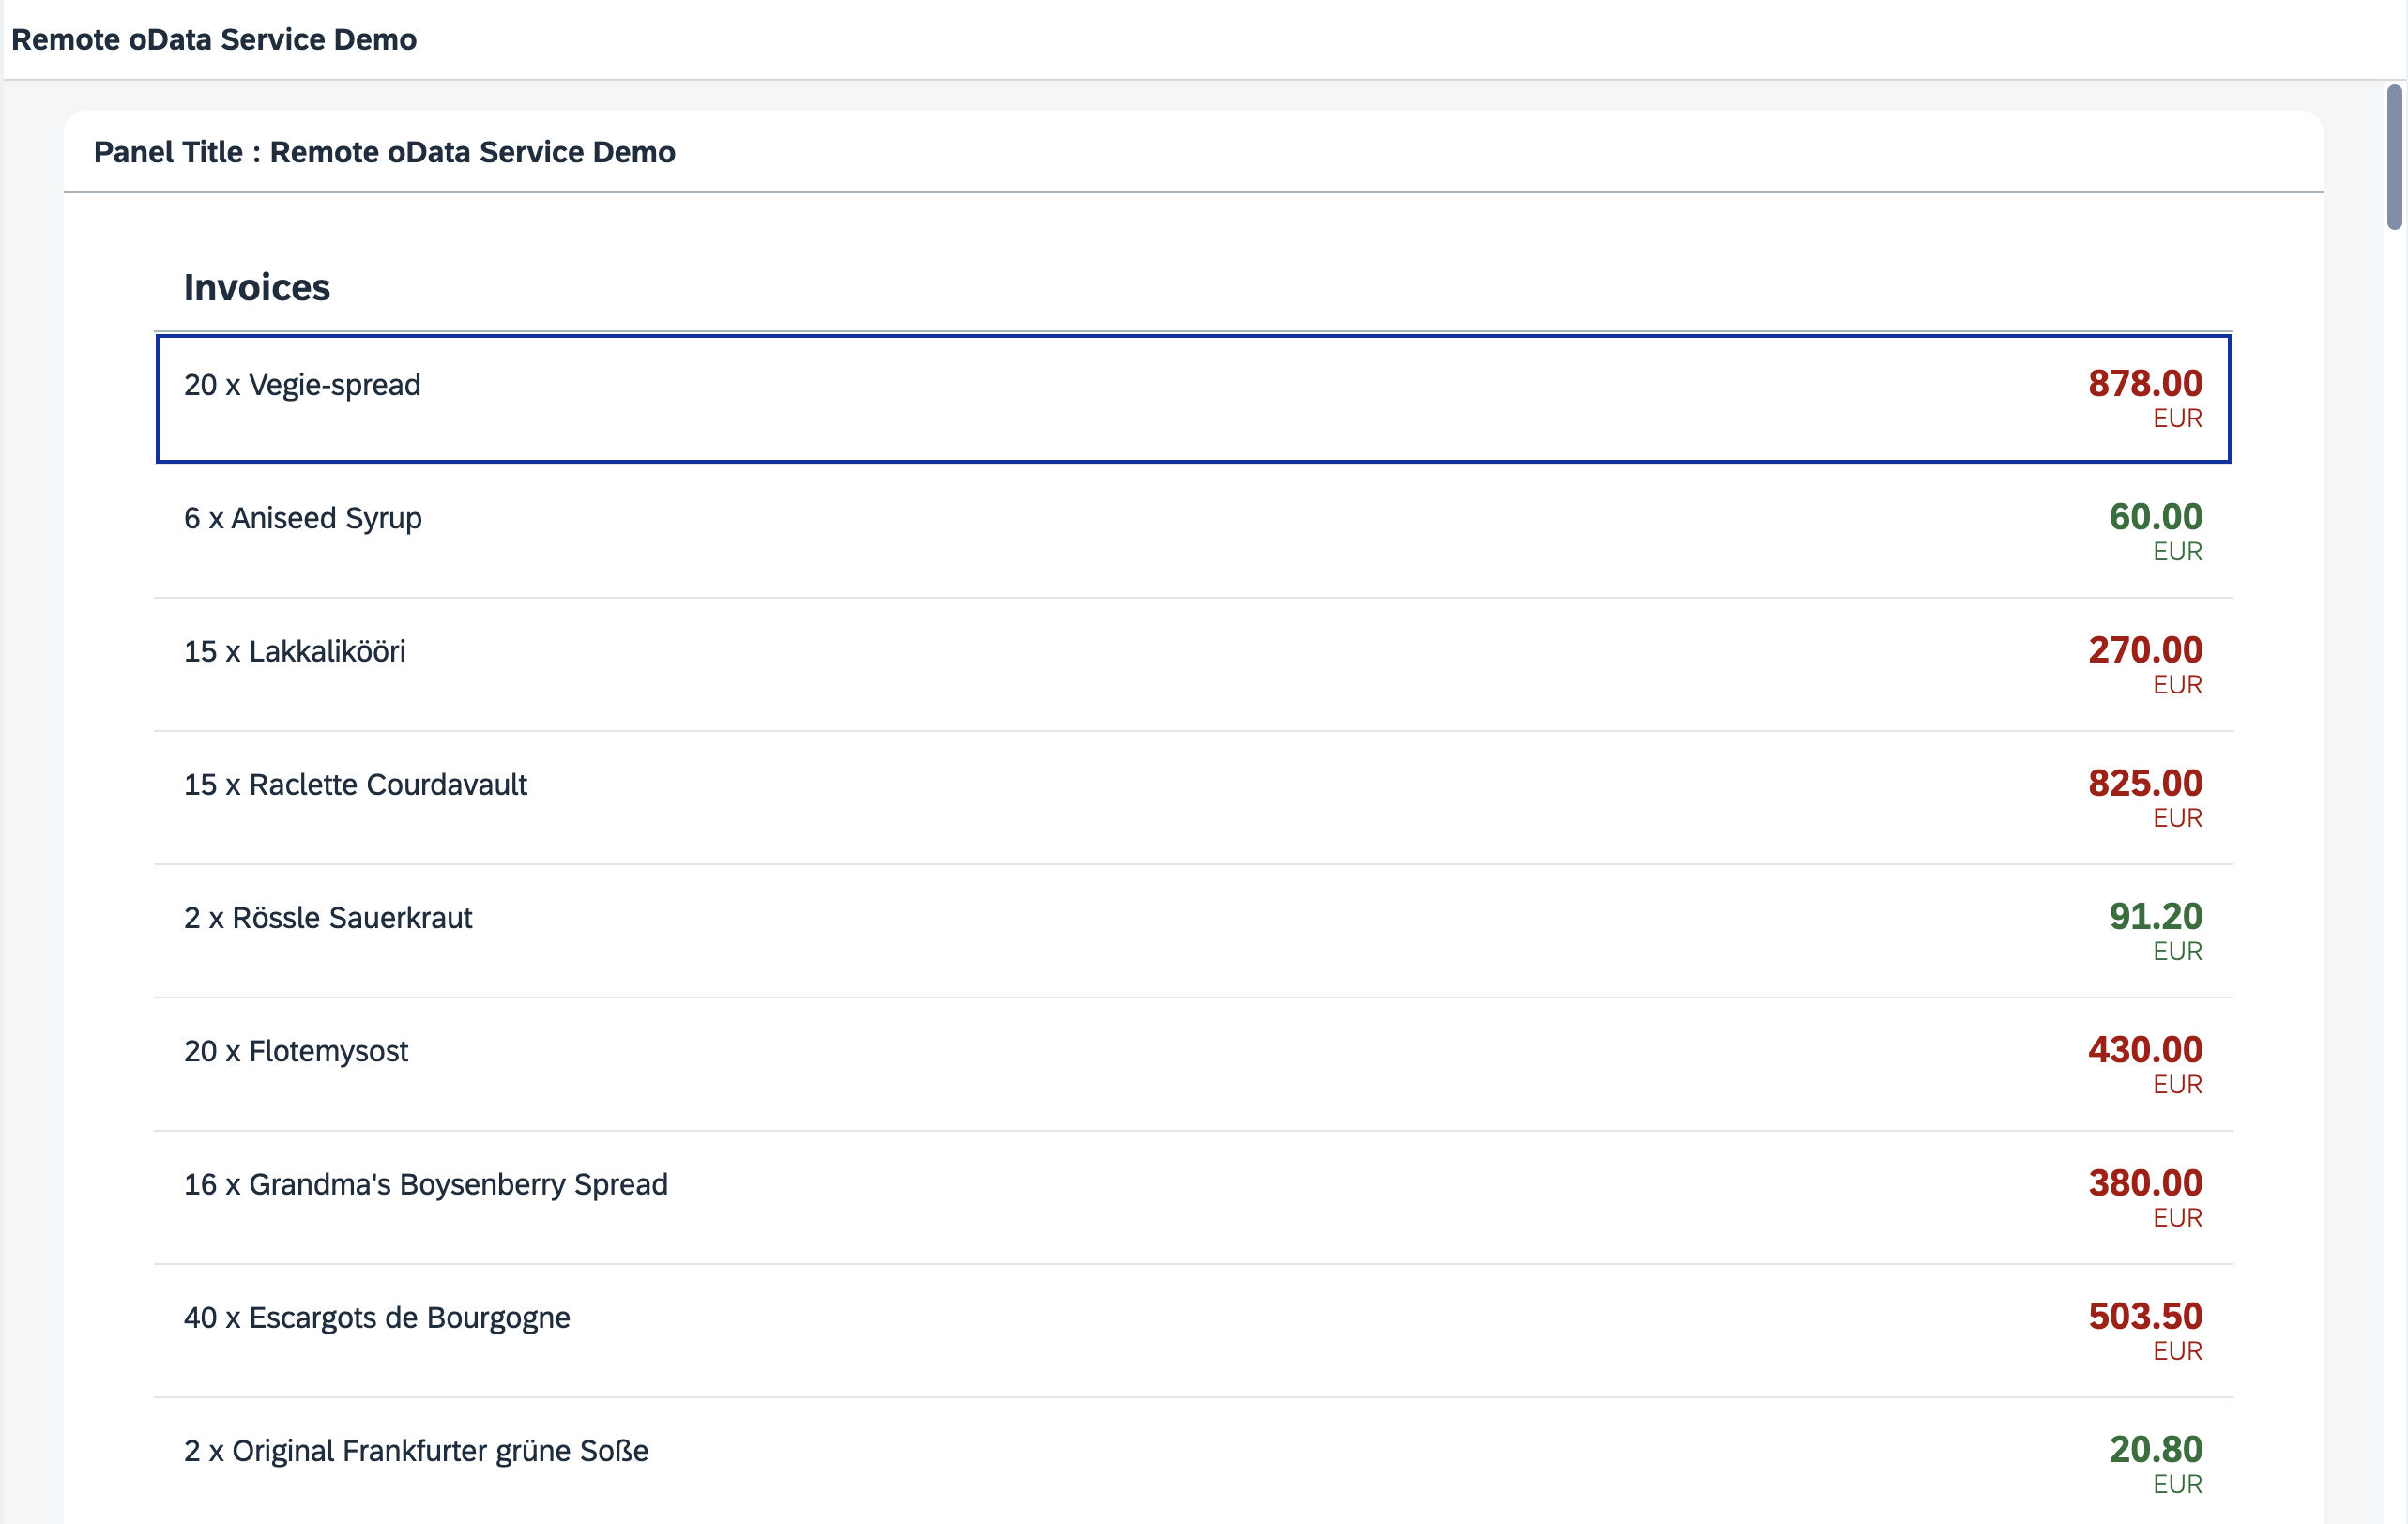 Remote oData Service Demo
Panel Title : Remote oData Service Demo
Invoices
20 x Vegie-spread
878.00
EUR
6 x Aniseed Syrup
60.00
EUR
15 x Lakkalikööri
270.00
EUR
15 x Raclette Courdavault
825.00
EUR
2 x Rössle Sauerkraut
91.20
EUR
20 x Flotemysost
430.00
EUR
16 x Grandma's Boysenberry Spread
380.00
EUR
40 x Escargots de Bourgogne
503.50
EUR
2 x Original Frankfurter grüne Soße
20.80
EUR